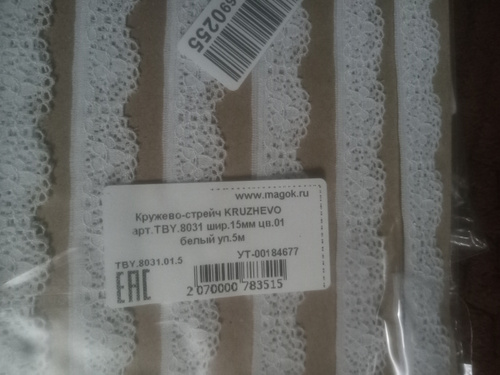 690255
www.magok.ru
Кружево-стрейч KRUZHEVO
арт.TBY.8031 шир.15мм цв.01
белый уп.5м
УТ-00184677
TBY.8031.01.5
EAC
2 070000 783515